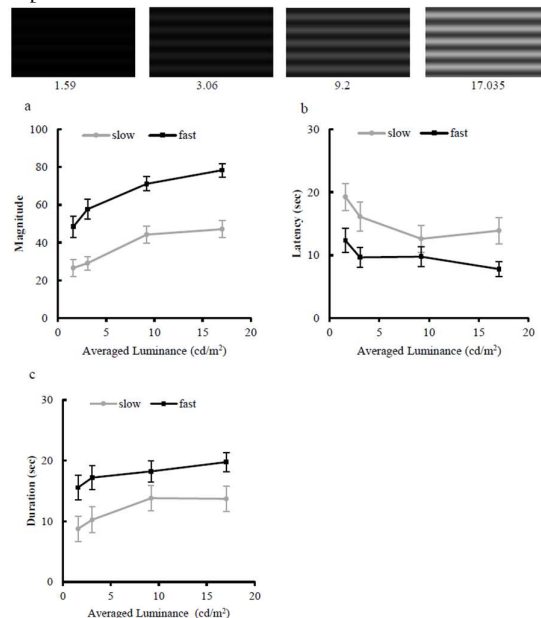 1.59 3.06 9.2 17.035
a
slow fast
100
80
60
40
20
0
Magnitude
0 5 10 15 20
Averaged Luminance (cd/m²)
b
slow fast
30
20
10
0
Latency (sec)
0 5 10 15 20
Averaged Luminance (cd/m²)
c
slow fast
30
20
10
0
Duration (sec)
0 5 10 15 20
Averaged Luminance (cd/m²)